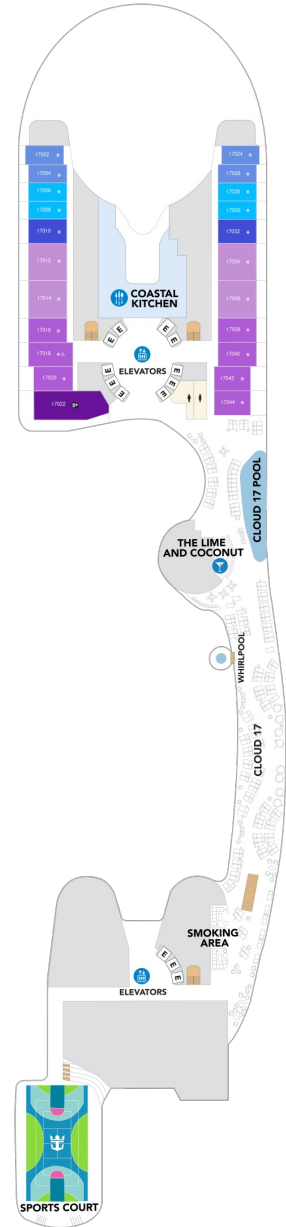 17002
17004
17006
17008
17010
17012
17014
17016
17018
17020
17022
17024
17026
17028
17030
17032
17034
17036
17038
17040
17042
17044
COASTAL
KITCHEN
E E E E
ELEVATORS
E E E E E E
CLOUD 17 POOL
THE LIME
AND COCONUT
WHIRLPOOL
CLOUD 17
SMOKING
AREA
E E E
ELEVATORS
SPORTS COURT